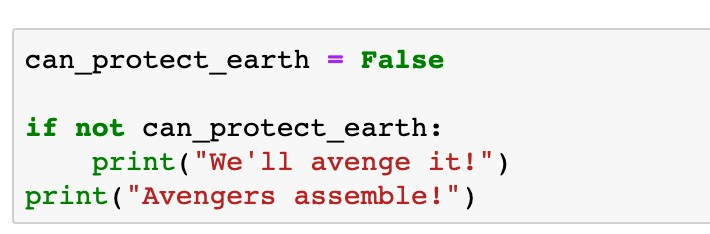 can_protect_earth = False
if not can_protect_earth:
    print("We'll avenge it!")
print("Avengers assemble!")